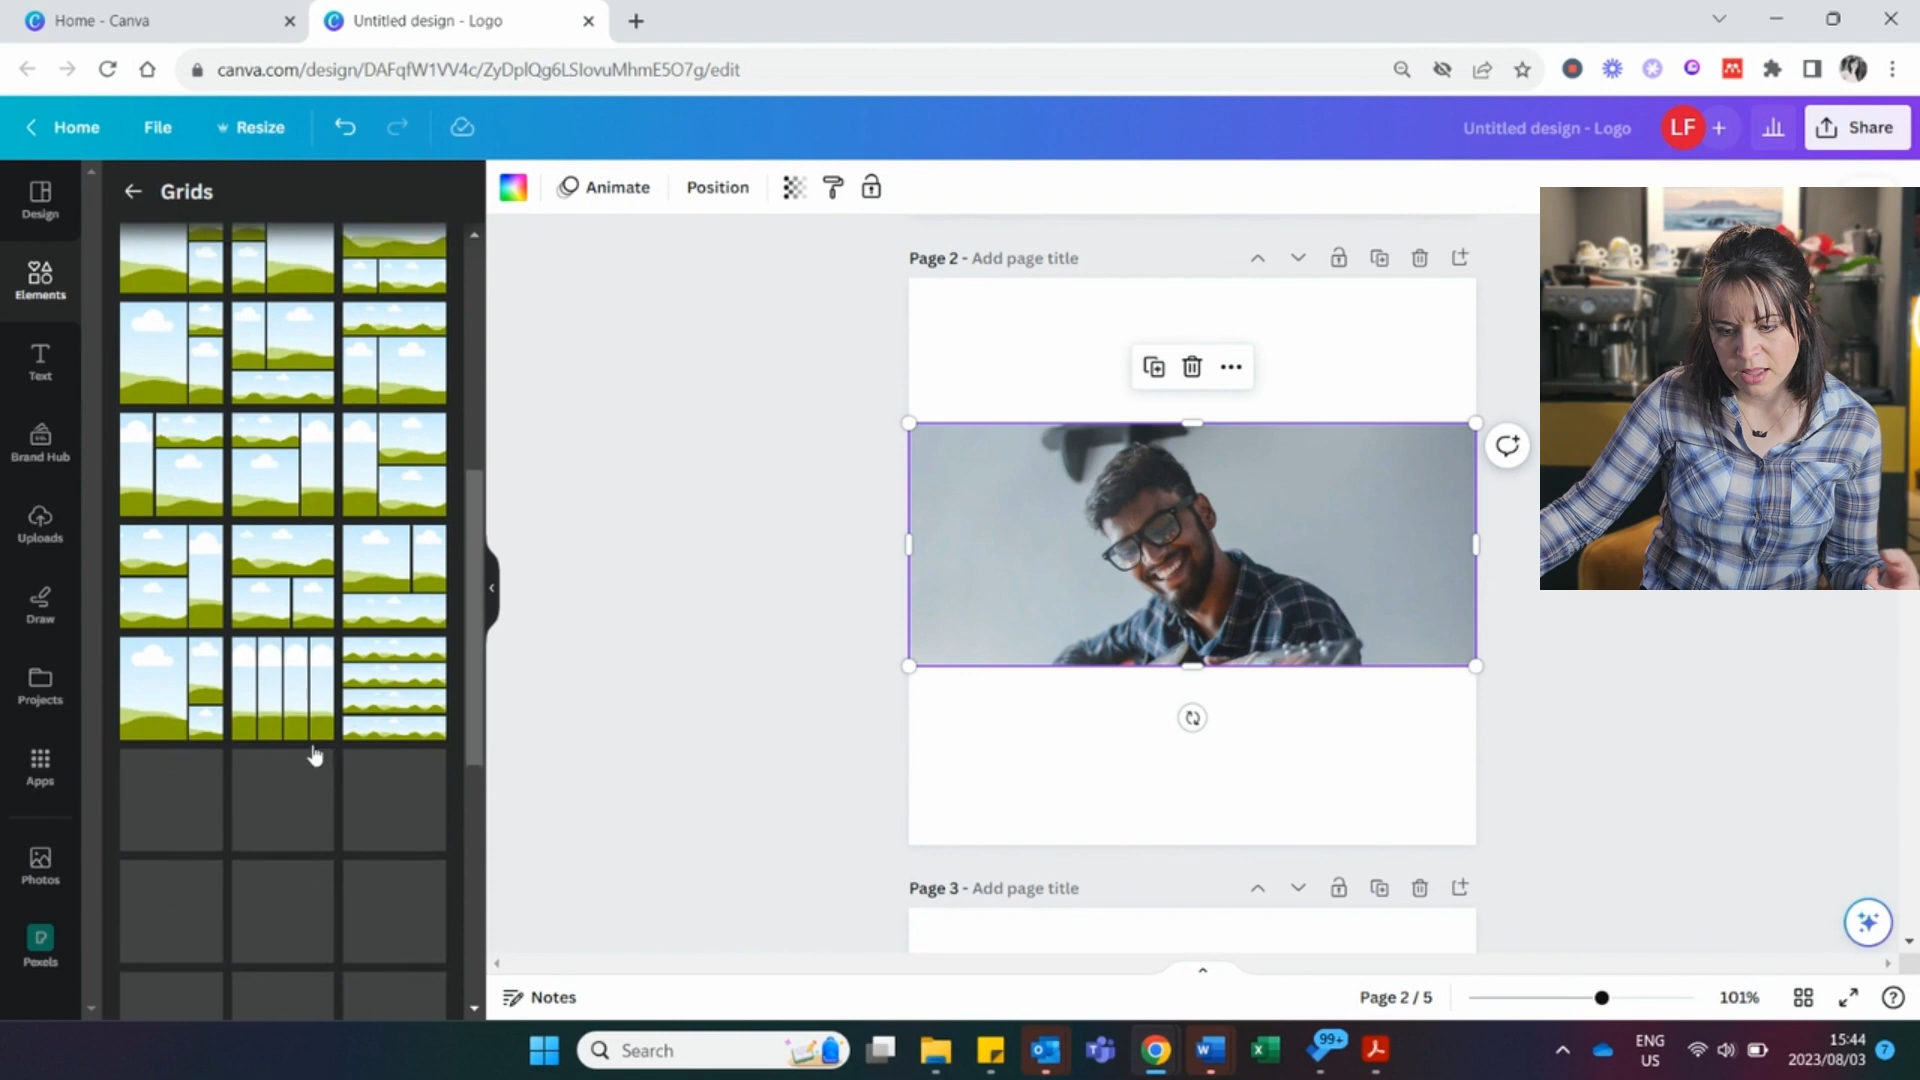 Home - Canva
Untitled design - Logo
canva.com/design/DAFqfW1VV4c/ZyDplQg6LSIovuMhmE5O7g/edit
Home
File
Resize
Untitled design - Logo
LF
Share
Design
Elements
Text
Brand Hub
Uploads
Draw
Projects
Apps
Photos
Pexels
Grids
Animate
Position
Page 2 - Add page title
Page 3 - Add page title
Notes
Page 2 / 5
101%
Search
99+
ENG
US
15:44
2023/08/03
7